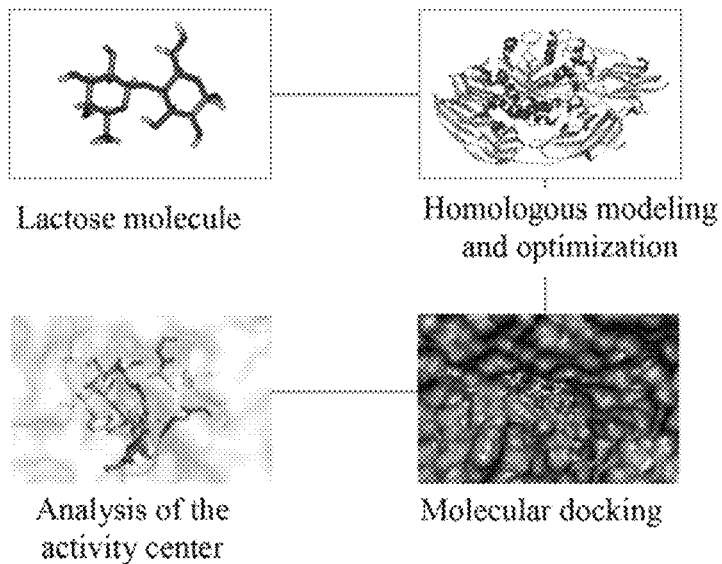 Lactose molecule
Homologous modeling
and optimization
Analysis of the
activity center
Molecular docking